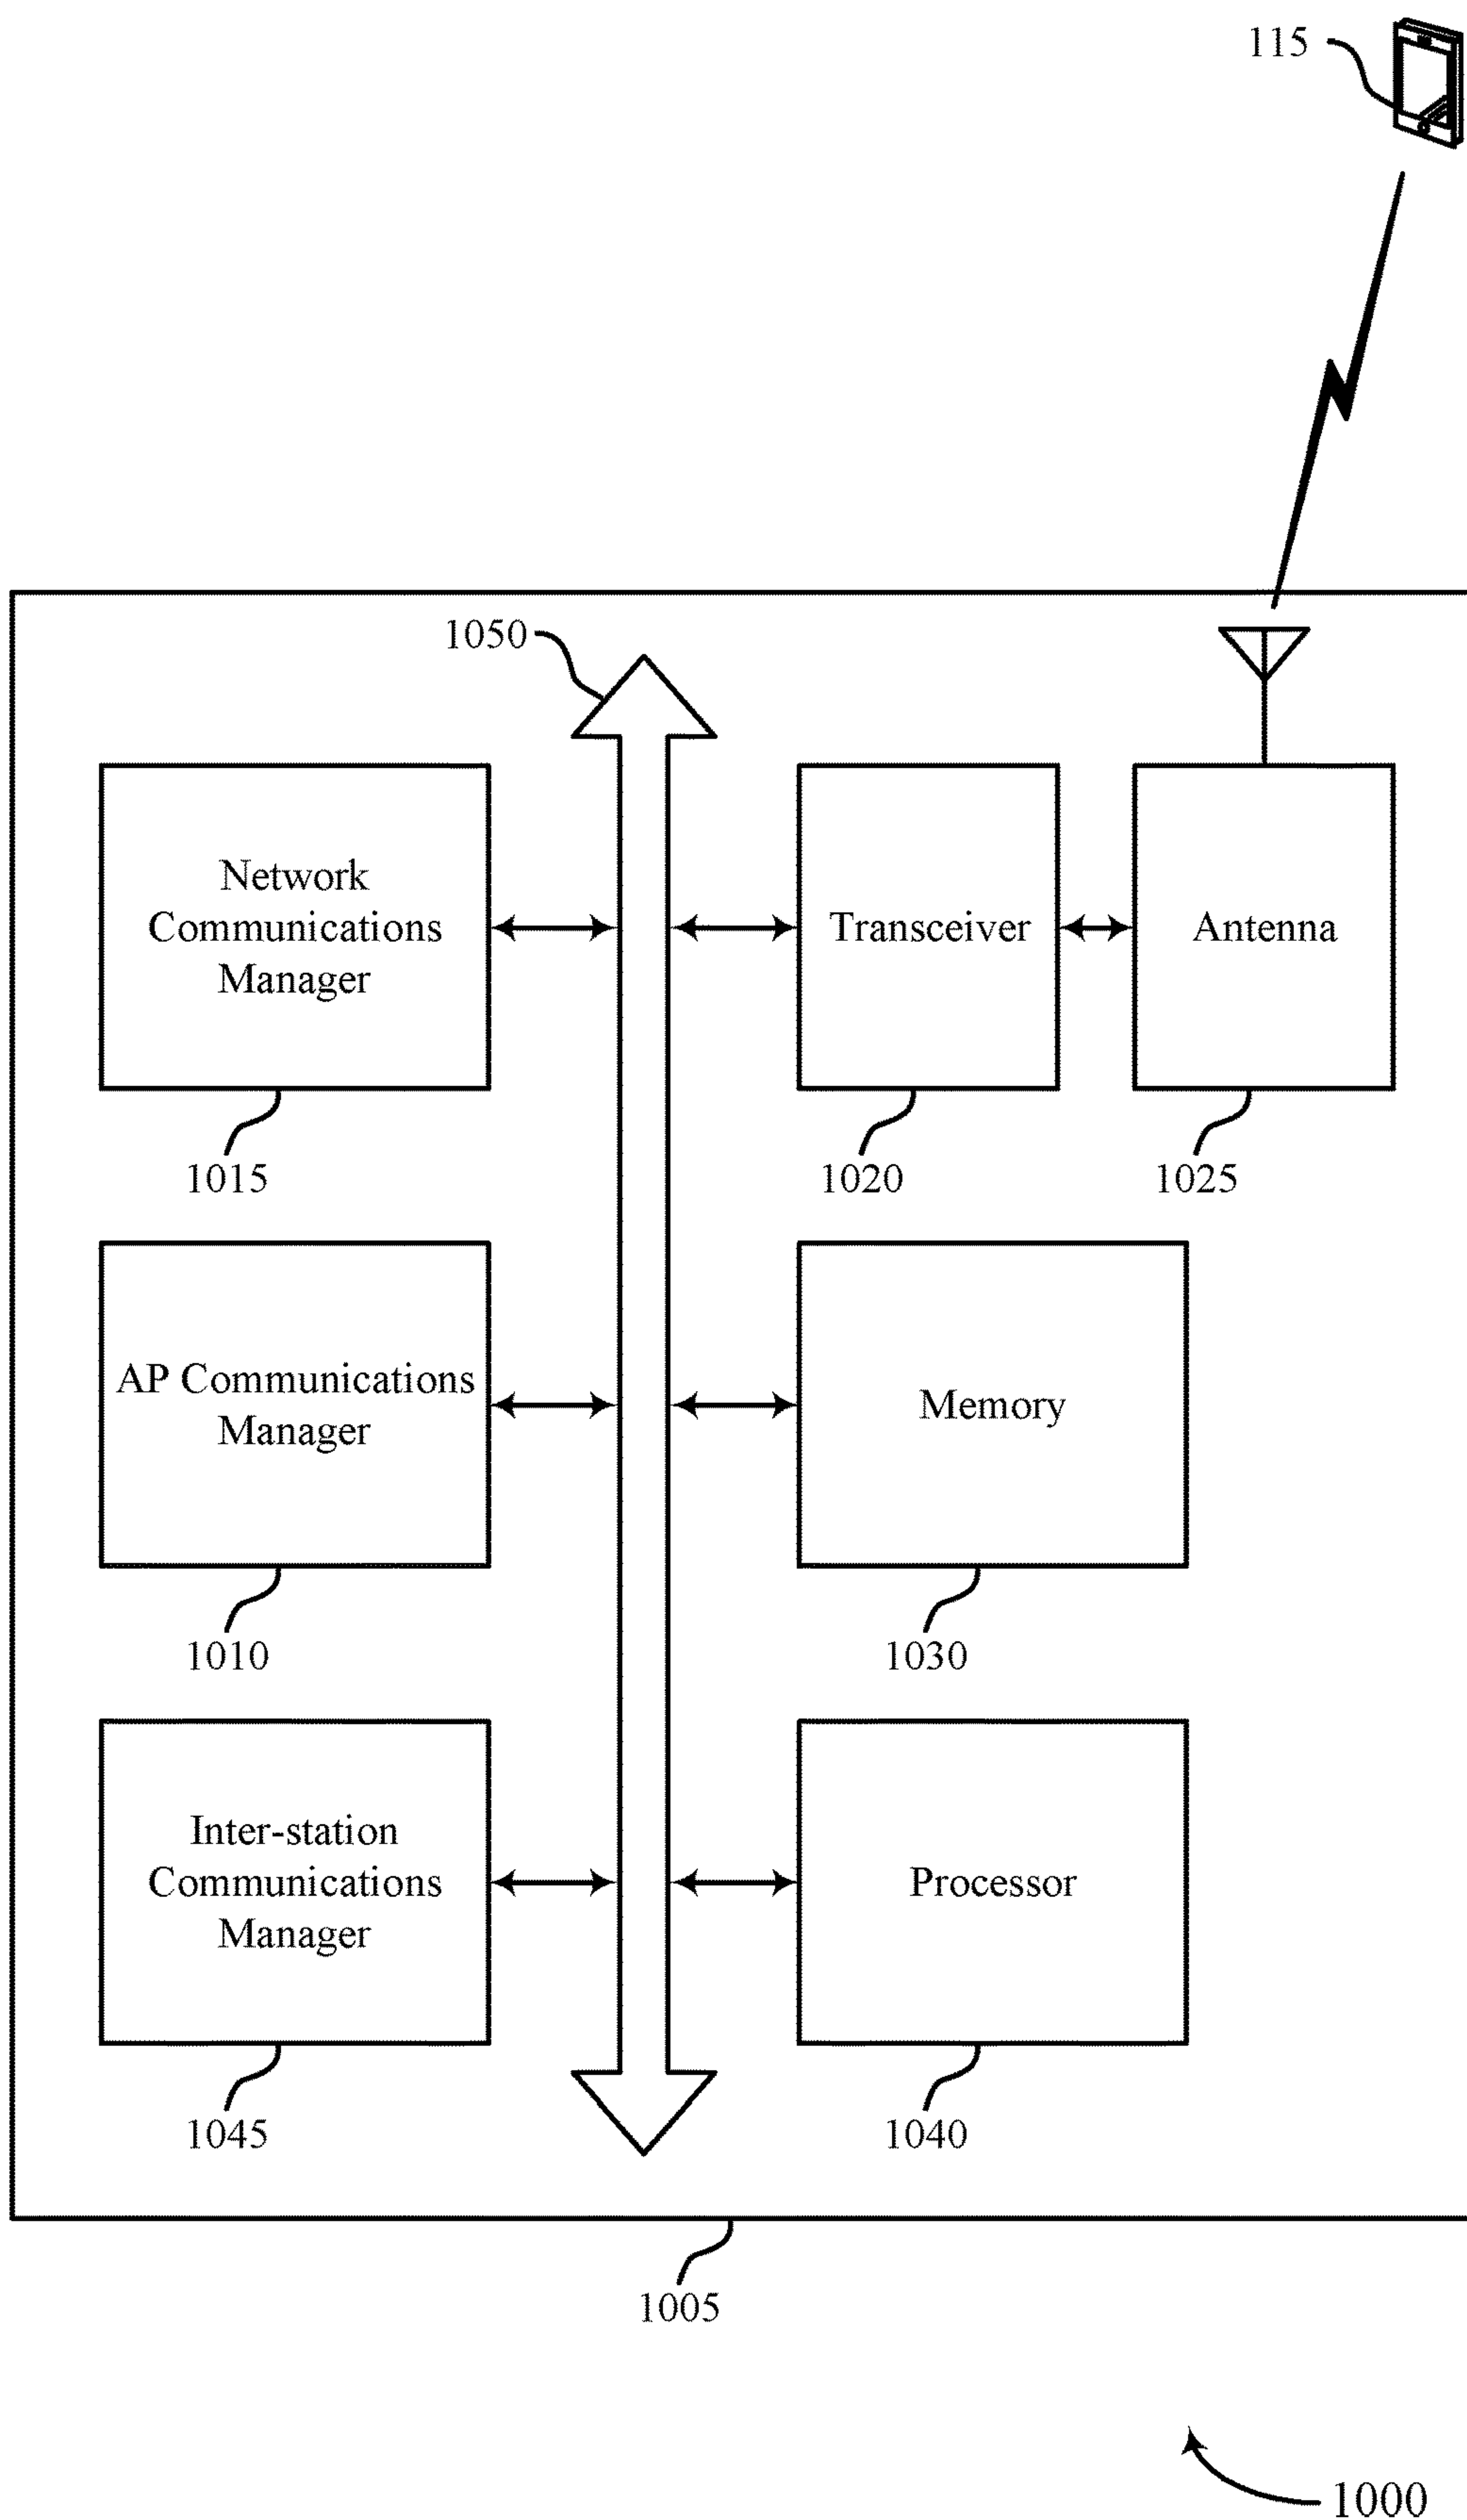 115
1050
Network
Communications
Manager
Transceiver
Antenna
1015
1020
1025
AP Communications
Manager
Memory
1010
1030
Inter-station
Communications
Manager
Processor
1045
1040
1005
1000